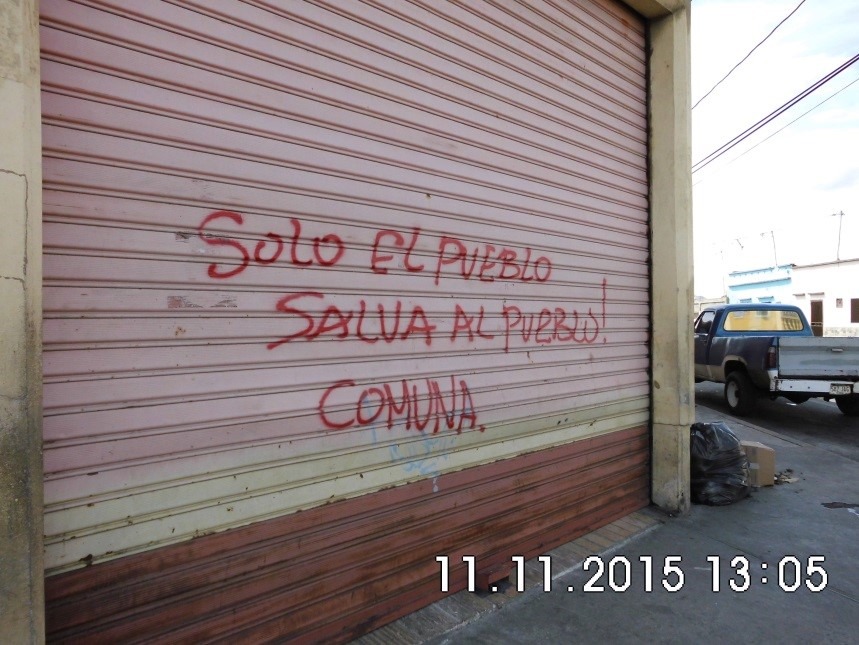 SOLO EL PUEBLO
SALVA AL PUEBLO!
COMUNA.
11.11.2015 13:05